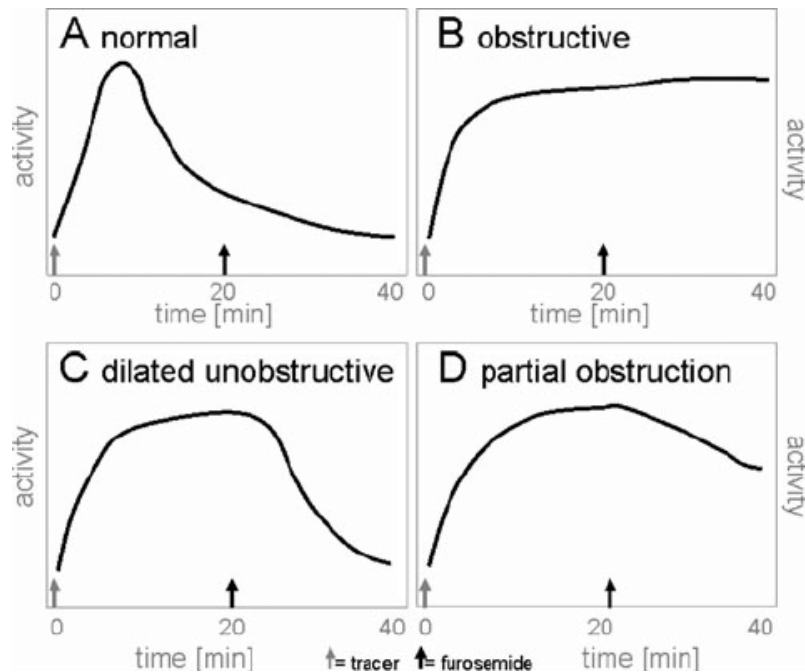 A normal
B obstructive
activity
activity
0 20 40
time [min]
0 20 40
time [min]
C dilated unobstructive
D partial obstruction
activity
activity
0 20 40
time [min]
0 20 40
time [min]
= tracer = furosemide